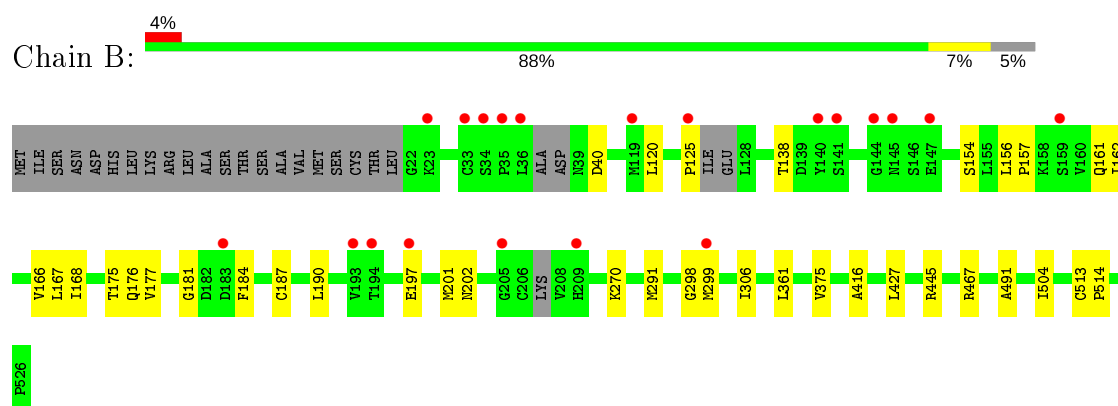 4%
Chain B:
88% 7% 5%
MET ILE SER ASN ASP HIS LEU LYS ARG LEU ALA SER THR SER ALA VAL MET SER CYS THR LEU G22 K23 C33 S34 P35 L36 ALA ASP N39 D40 M119 L120 P125 ILE GLU L128 T138 D139 Y140 S141 G144 N145 S146 E147 S154 L155 L156 P157 K158 S159 V160 Q161
V166 L167 I168 T175 Q176 V177 G181 D182 D183 F184 C187 L190 V193 T194 E197 M201 N202 G205 C206 LYS V208 H209 K270 M291 G298 M299 I306 L361 V375 A416 L427 R445 R467 A491 I504 C513 P514
P526